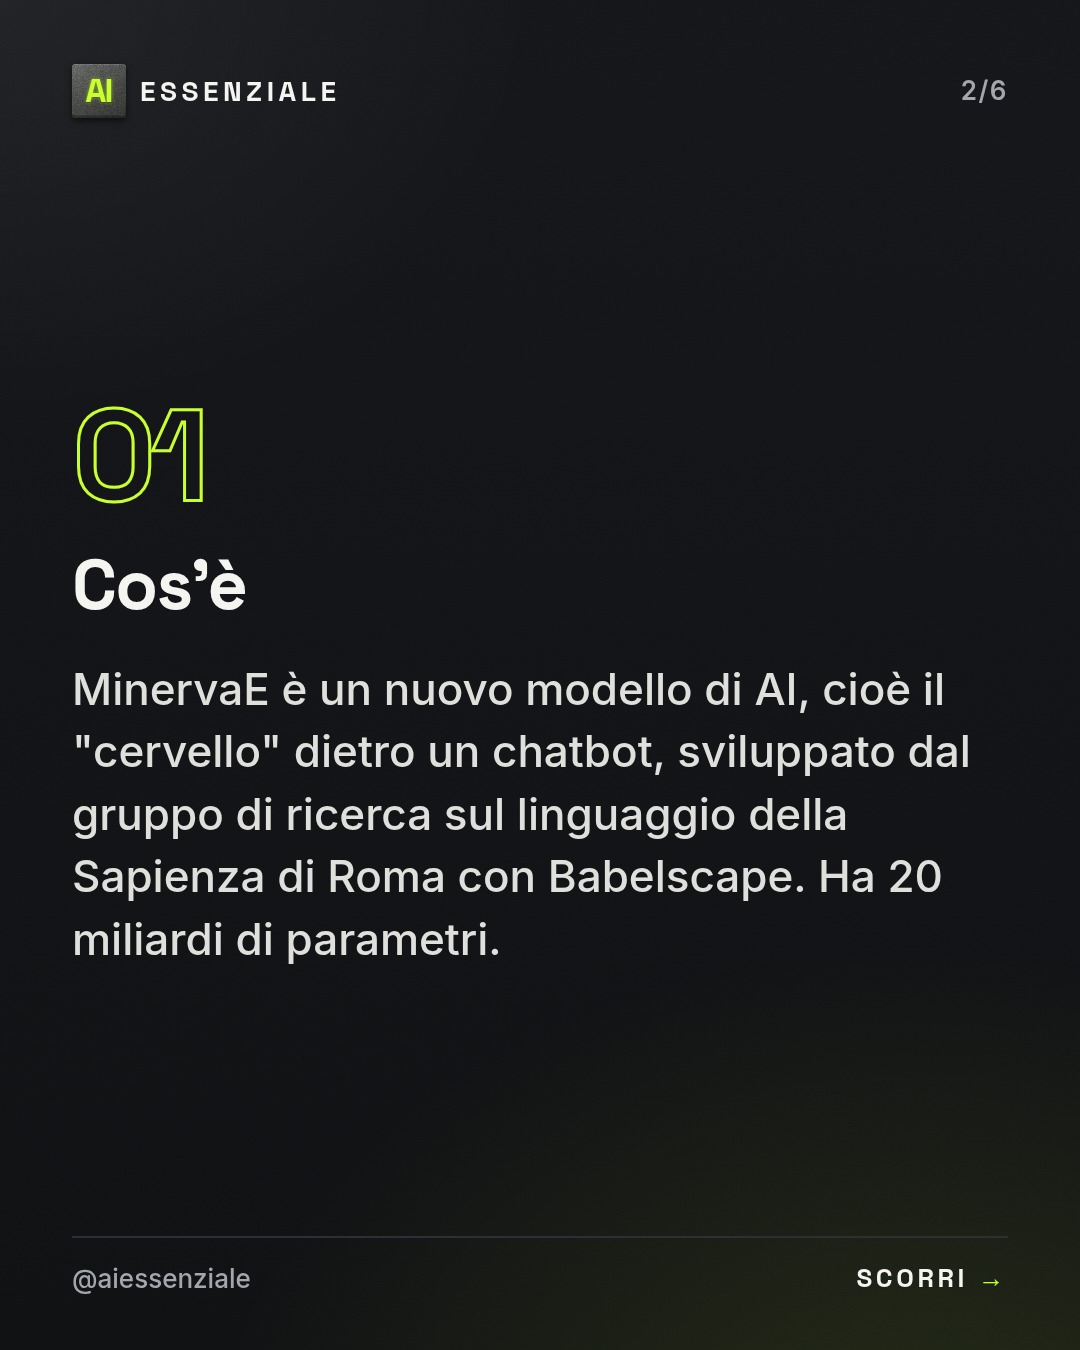 AI ESSENZIALE
2/6
01
Cos’è
MinervaE è un nuovo modello di AI, cioè il
"cervello" dietro un chatbot, sviluppato dal
gruppo di ricerca sul linguaggio della
Sapienza di Roma con Babelscape. Ha 20
miliardi di parametri.
@aiessenziale
SCORRI →